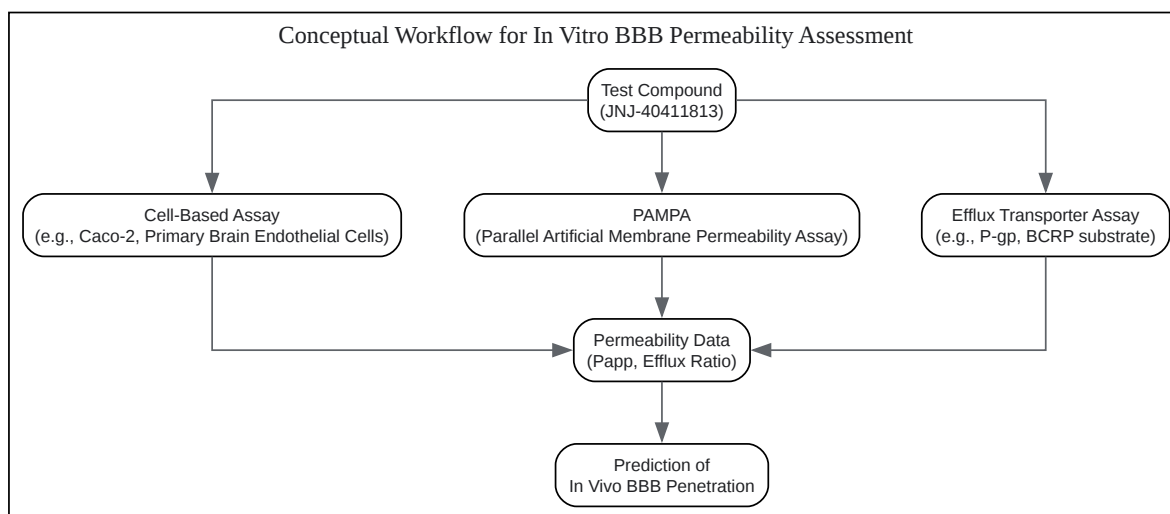 Conceptual Workflow for In Vitro BBB Permeability Assessment
Test Compound
(JNJ-40411813)
Cell-Based Assay
(e.g., Caco-2, Primary Brain Endothelial Cells)
PAMPA
(Parallel Artificial Membrane Permeability Assay)
Efflux Transporter Assay
(e.g., P-gp, BCRP substrate)
Permeability Data
(Papp, Efflux Ratio)
Prediction of
In Vivo BBB Penetration